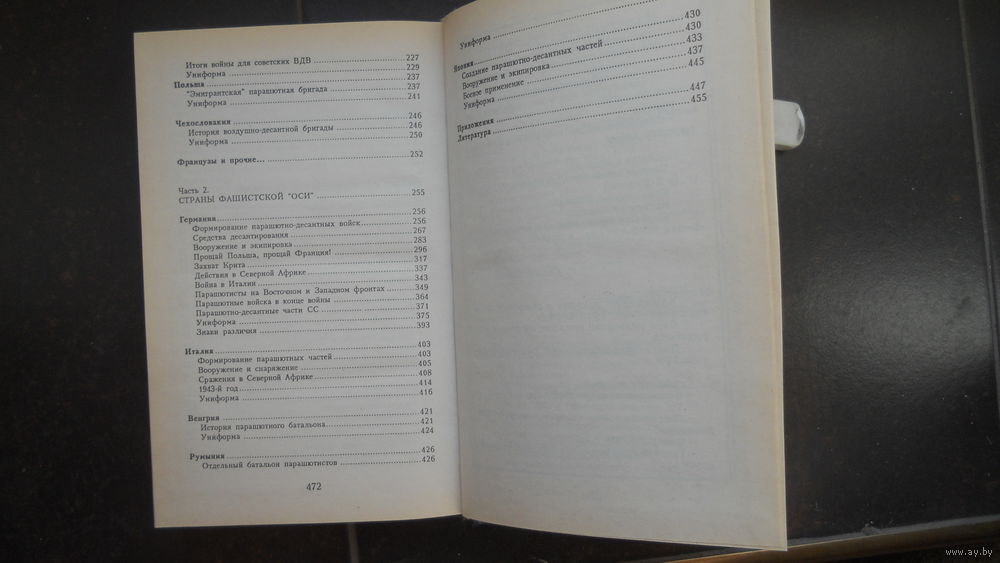 Итоги войны для советских ВДВ 227
Униформа 229
Польша 237
"Эмигрантская" парашютная бригада 237
Униформа 241
Чехословакия 246
История воздушно-десантной бригады 246
Униформа 250
Французы и прочие... 252
Часть 2.
СТРАНЫ ФАШИСТСКОЙ "ОСИ" 255
Германия 256
Формирование парашютно-десантных войск 256
Средства десантирования 267
Вооружение и экипировка 283
Прощай Польша, прощай Франция! 296
Захват Крита 317
Действия в Северной Африке 337
Война в Италии 343
Парашютисты на Восточном и Западном фронтах 349
Парашютные войска в конце войны 364
Парашютно-десантные части СС 371
Униформа 375
Знаки различия 393
Италия 403
Формирование парашютных частей 403
Вооружение и снаряжение 405
Сражения в Северной Африке 408
1943-й год 414
Униформа 416
Венгрия 421
История парашютного батальона 421
Униформа 424
Румыния 426
Отдельный батальон парашютистов 426
472
Униформа
Япония 430
Создание парашютно-десантных частей 430
Вооружение и экипировка 433
Боевое применение 437
Униформа 445
Приложения 447
Литература 455
www.ay.by